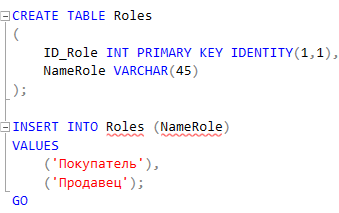 CREATE TABLE Roles
(
    ID_Role INT PRIMARY KEY IDENTITY(1,1),
    NameRole VARCHAR(45)
);
INSERT INTO Roles (NameRole)
VALUES
    ('Покупатель'),
    ('Продавец');
GO